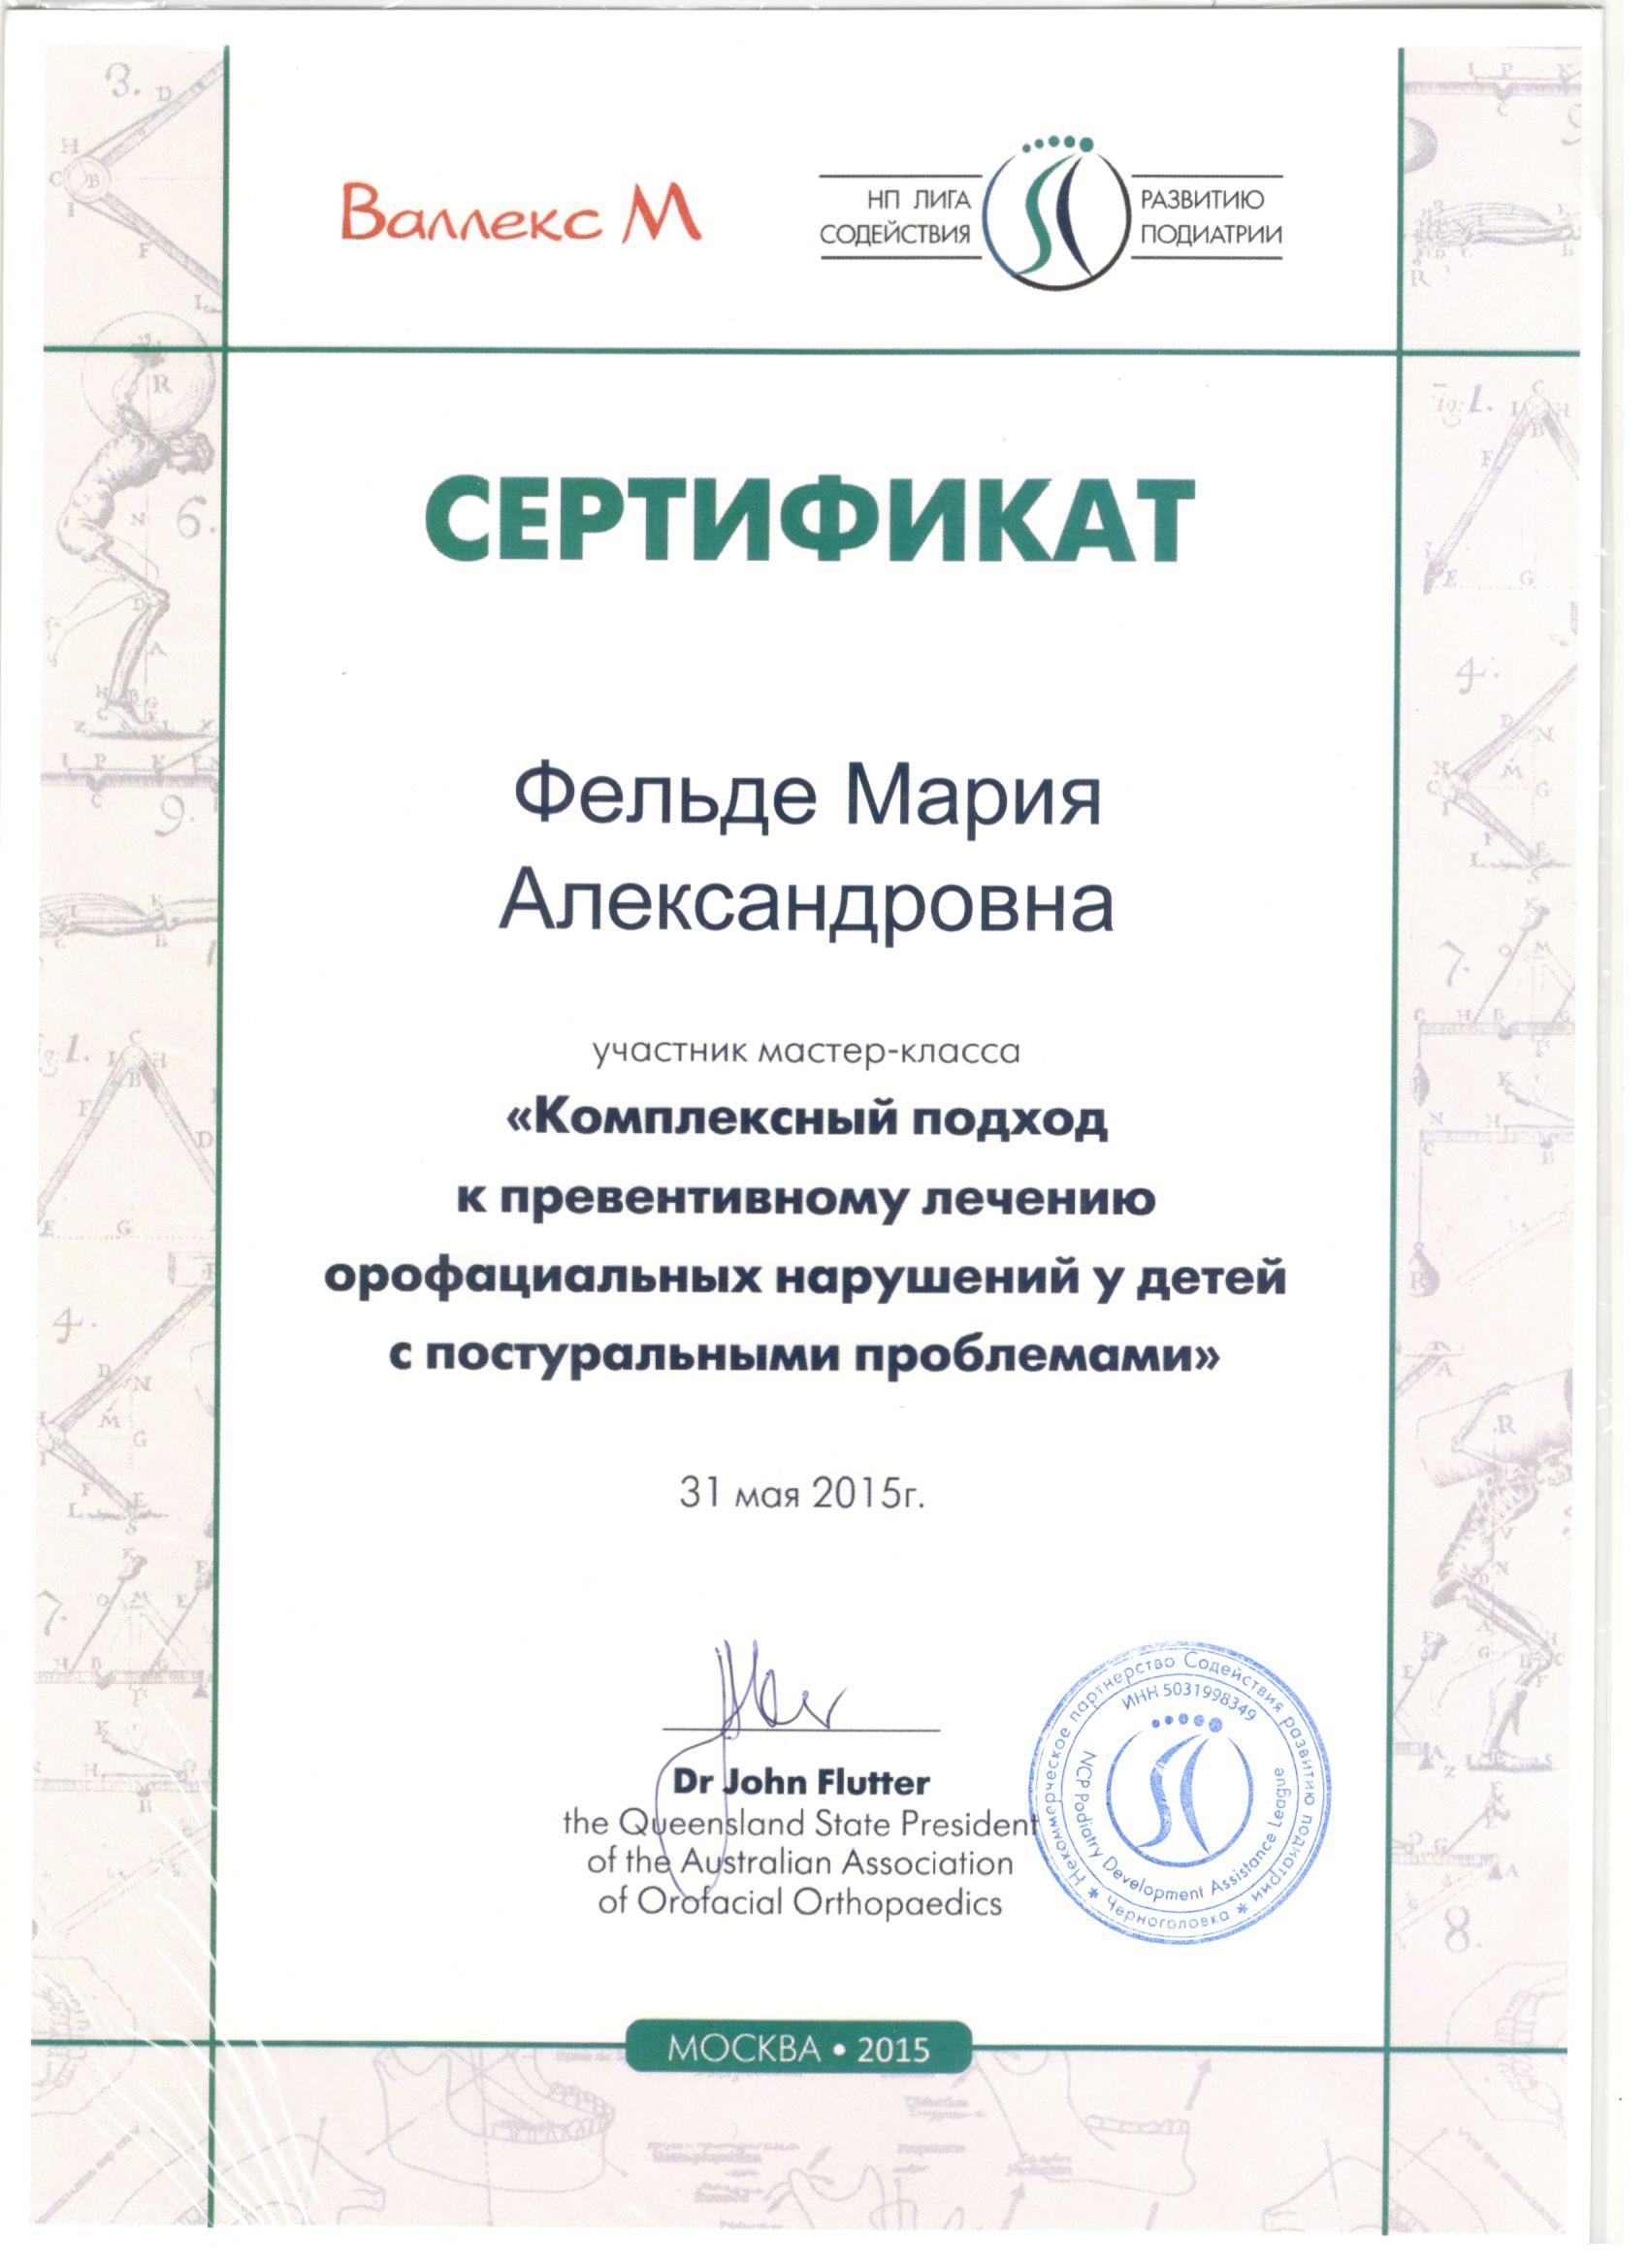 Валлекс М
НП ЛИГА
СОДЕЙСТВИЯ
РАЗВИТИЮ
ПОДИАТРИИ
СЕРТИФИКАТ
Фельде Мария
Александровна
участник мастер-класса
«Комплексный подход
к превентивному лечению
орофациальных нарушений у детей
с постуральными проблемами»
31 мая 2015г.
Dr John Flutter
the Queensland State President
of the Australian Association
of Orofacial Orthopaedics
Некоммерческое партнерство Содействия развитию подиатрии
* Черноголовка *
ИНН 5031998349
NCP Podiatry Development Assistance League
МОСКВА • 2015